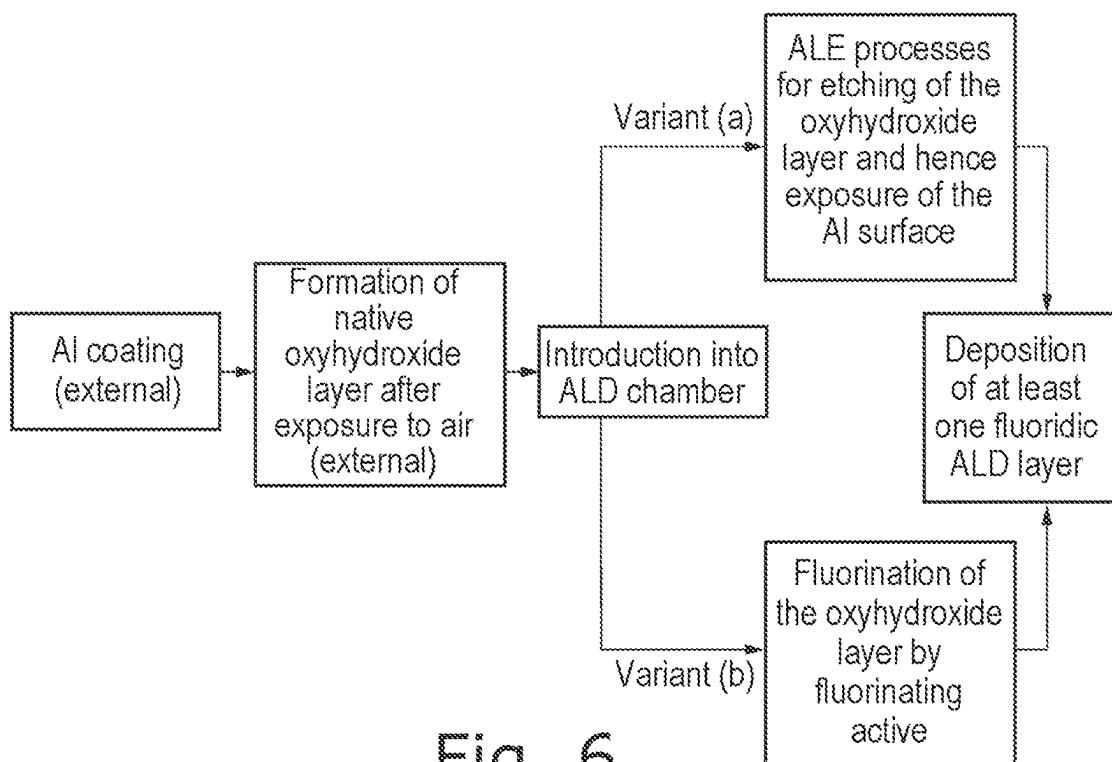 Al coating
(external)
Formation of
native
oxyhydroxide
layer after
exposure to air
(external)
Introduction into
ALD chamber
Variant (a)
ALE processes
for etching of the
oxyhydroxide
layer and hence
exposure of the
Al surface
Variant (b)
Fluorination of
the oxyhydroxide
layer by
fluorinating
active
Deposition
of at least
one fluoridic
ALD layer
Fig. 6